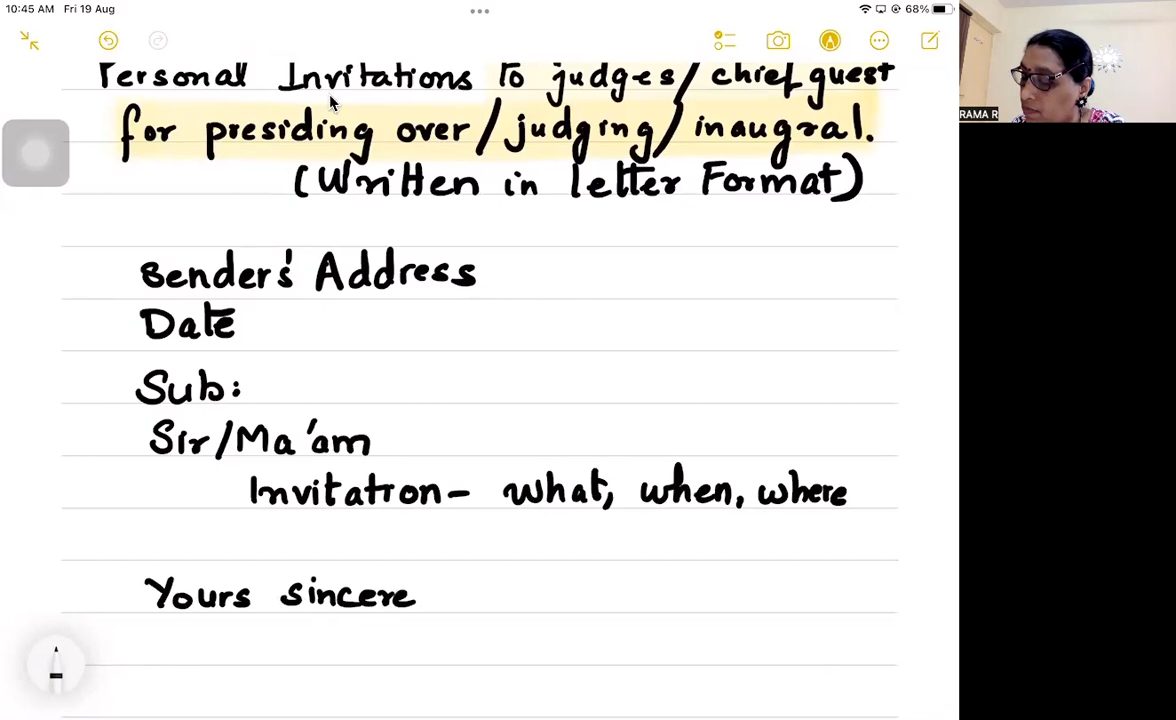 10:45 AM Fri 19 Aug
68%
Personal Invitations to judges/chief guest
for presiding over/judging/inaugral.
(Written in letter Format)
Sender's Address
Date
Sub:
Sir/Ma'am
Invitation- what, when, where
Yours sincere
RAMA R